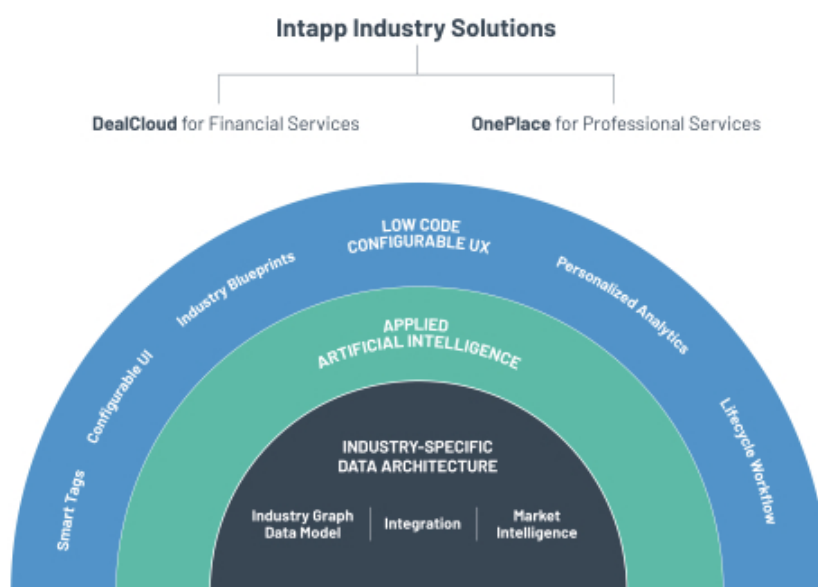 Intapp Industry Solutions
DealCloud for Financial Services
OnePlace for Professional Services
LOW CODE
CONFIGURABLE UX
Smart Tags
Configurable UI
Industry Blueprints
Personalized Analytics
Lifecycle Workflow
APPLIED
ARTIFICIAL INTELLIGENCE
INDUSTRY-SPECIFIC
DATA ARCHITECTURE
Industry Graph
Data Model
Integration
Market
Intelligence